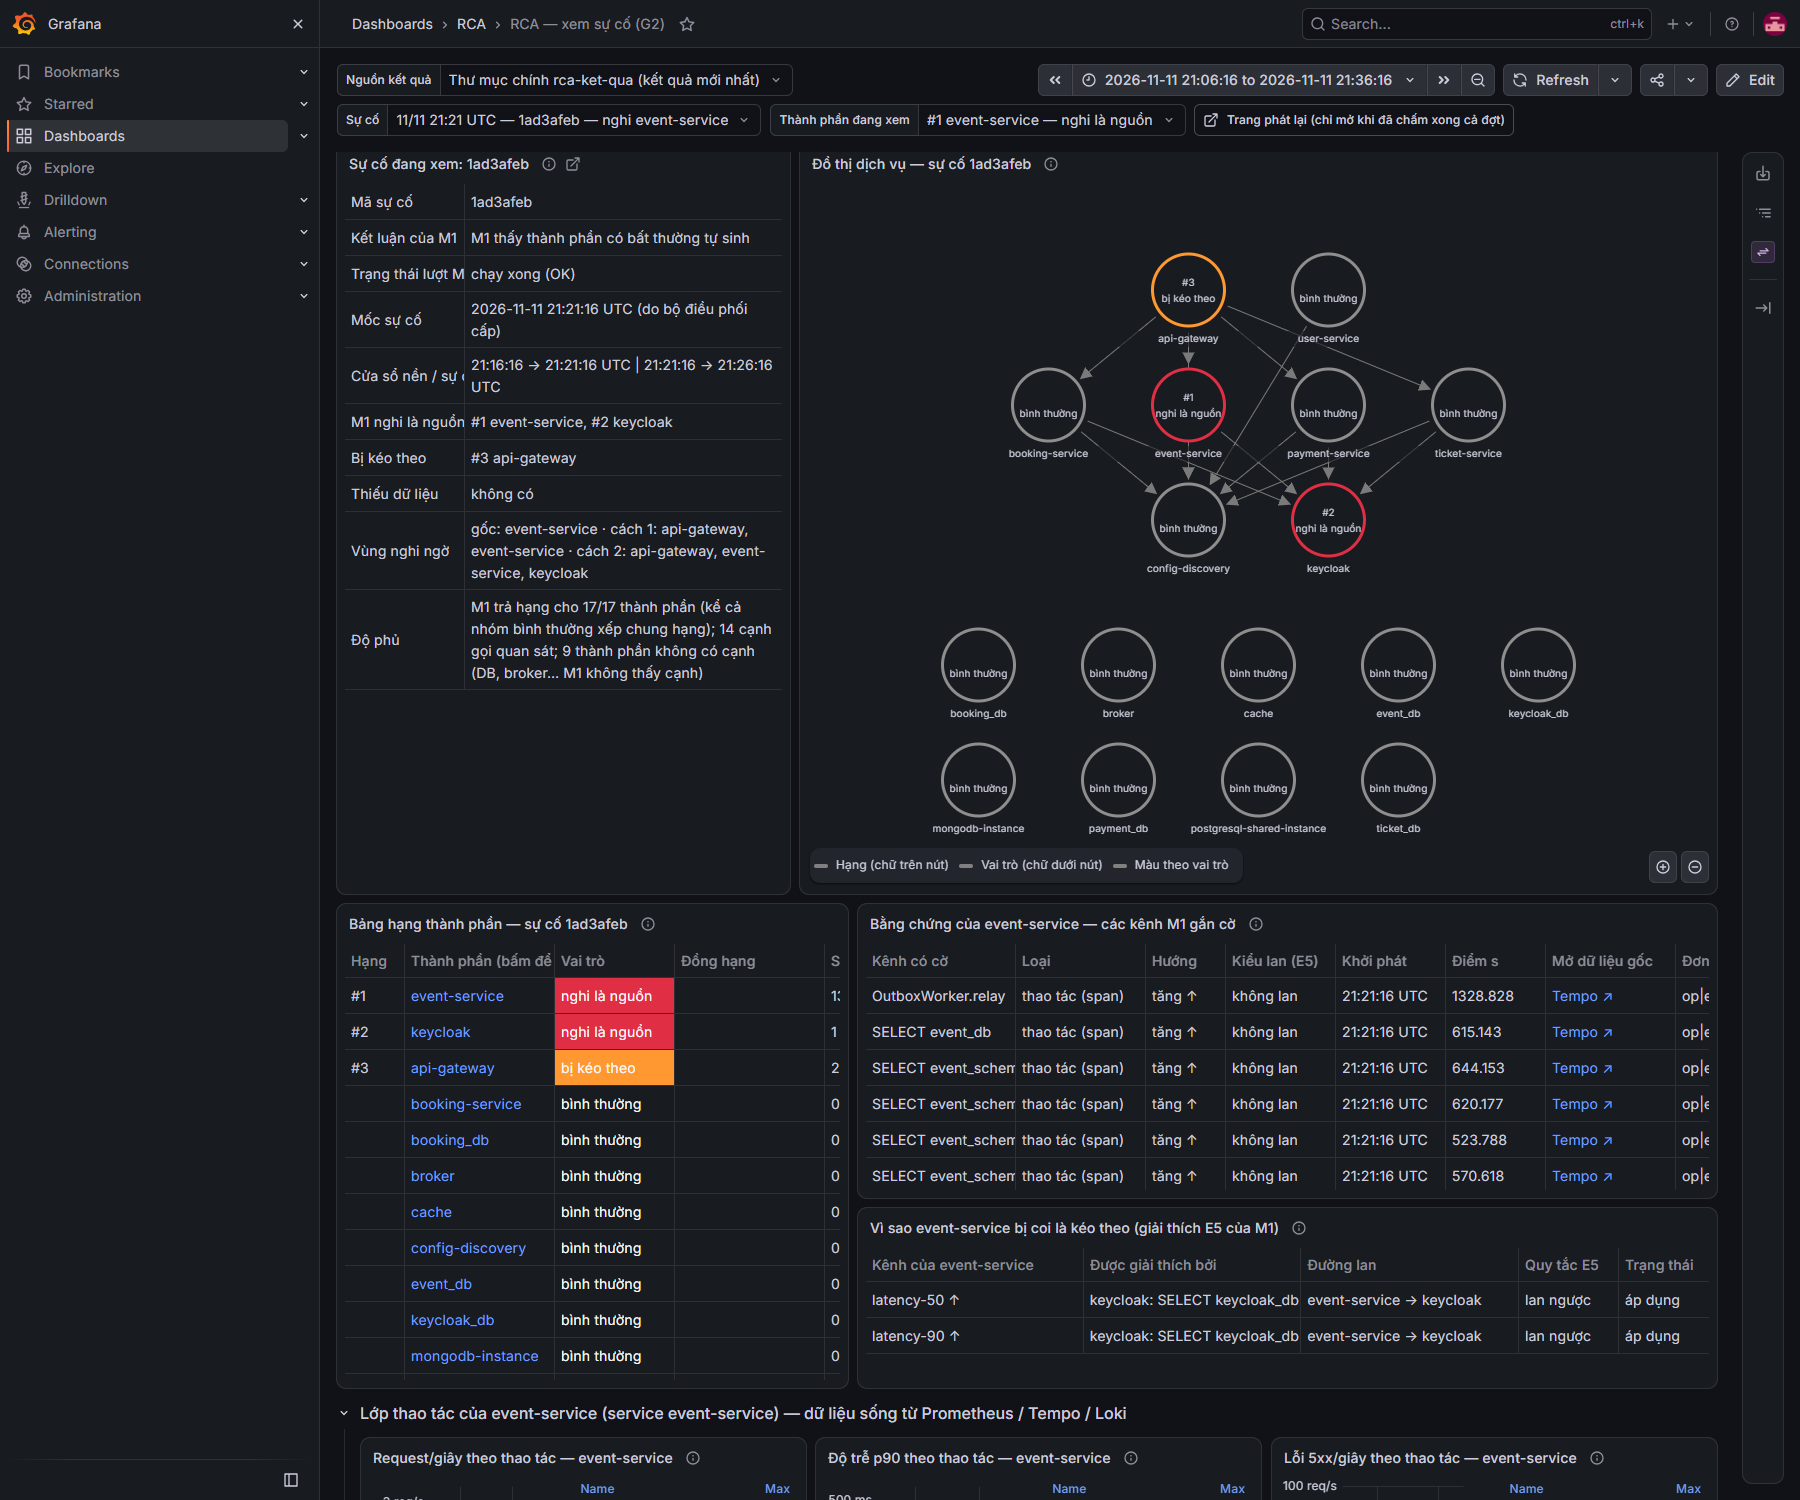 Grafana
Dashboards › RCA › RCA — xem sự cố (G2)
Search...
ctrl+k
Bookmarks
Starred
Dashboards
Explore
Drilldown
Alerting
Connections
Administration
Nguồn kết quả
Thư mục chính rca-ket-qua (kết quả mới nhất)
2026-11-11 21:06:16 to 2026-11-11 21:36:16
Refresh
Edit
Sự cố
11/11 21:21 UTC — 1ad3afeb — nghi event-service
Thành phần đang xem
#1 event-service — nghi là nguồn
Trang phát lại (chỉ mở khi đã chấm xong cả đợt)
Sự cố đang xem: 1ad3afeb
Mã sự cố
1ad3afeb
Kết luận của M1
M1 thấy thành phần có bất thường tự sinh
Trạng thái lượt M
chạy xong (OK)
Mốc sự cố
2026-11-11 21:21:16 UTC (do bộ điều phối
cấp)
Cửa sổ nền / sự
21:16:16 → 21:21:16 UTC | 21:21:16 → 21:26:16
UTC
M1 nghi là nguồn
#1 event-service, #2 keycloak
Bị kéo theo
#3 api-gateway
Thiếu dữ liệu
không có
Vùng nghi ngờ
gốc: event-service · cách 1: api-gateway,
event-service · cách 2: api-gateway, event-
service, keycloak
Độ phủ
M1 trả hạng cho 17/17 thành phần (kể cả
nhóm bình thường xếp chung hạng); 14 cạnh
gọi quan sát; 9 thành phần không có cạnh
(DB, broker... M1 không thấy cạnh)
Đồ thị dịch vụ — sự cố 1ad3afeb
#3
bị kéo theo
api-gateway
bình thường
user-service
bình thường
booking-service
#1
nghi là nguồn
event-service
bình thường
payment-service
bình thường
ticket-service
bình thường
config-discovery
#2
nghi là nguồn
keycloak
bình thường
booking_db
bình thường
broker
bình thường
cache
bình thường
event_db
bình thường
keycloak_db
bình thường
mongodb-instance
bình thường
payment_db
bình thường
postgresql-shared-instance
bình thường
ticket_db
Hạng (chữ trên nút)
Vai trò (chữ dưới nút)
Màu theo vai trò
Bảng hạng thành phần — sự cố 1ad3afeb
Hạng Thành phần (bấm để Vai trò Đồng hạng S
#1 event-service nghi là nguồn 13
#2 keycloak nghi là nguồn 1
#3 api-gateway bị kéo theo 2
booking-service bình thường 0
booking_db bình thường 0
broker bình thường 0
cache bình thường 0
config-discovery bình thường 0
event_db bình thường 0
keycloak_db bình thường 0
mongodb-instance bình thường 0
Bằng chứng của event-service — các kênh M1 gắn cờ
Kênh có cờ Loại Hướng Kiểu lan (E5) Khởi phát Điểm s Mở dữ liệu gốc Đơn
OutboxWorker.relay thao tác (span) tăng ↑ không lan 21:21:16 UTC 1328.828 Tempo ↗ op|e
SELECT event_db thao tác (span) tăng ↑ không lan 21:21:16 UTC 615.143 Tempo ↗ op|e
SELECT event_schem thao tác (span) tăng ↑ không lan 21:21:16 UTC 644.153 Tempo ↗ op|e
SELECT event_schem thao tác (span) tăng ↑ không lan 21:21:16 UTC 620.177 Tempo ↗ op|e
SELECT event_schem thao tác (span) tăng ↑ không lan 21:21:16 UTC 523.788 Tempo ↗ op|e
SELECT event_schem thao tác (span) tăng ↑ không lan 21:21:16 UTC 570.618 Tempo ↗ op|e
Vì sao event-service bị coi là kéo theo (giải thích E5 của M1)
Kênh của event-service Được giải thích bởi Đường lan Quy tắc E5 Trạng thái
latency-50 ↑ keycloak: SELECT keycloak_db event-service → keycloak lan ngược áp dụng
latency-90 ↑ keycloak: SELECT keycloak_db event-service → keycloak lan ngược áp dụng
Lớp thao tác của event-service (service event-service) — dữ liệu sống từ Prometheus / Tempo / Loki
Request/giây theo thao tác — event-service
Name Max
Độ trễ p90 theo thao tác — event-service
500 ms
Name Max
Lỗi 5xx/giây theo thao tác — event-service
100 req/s
Name Max